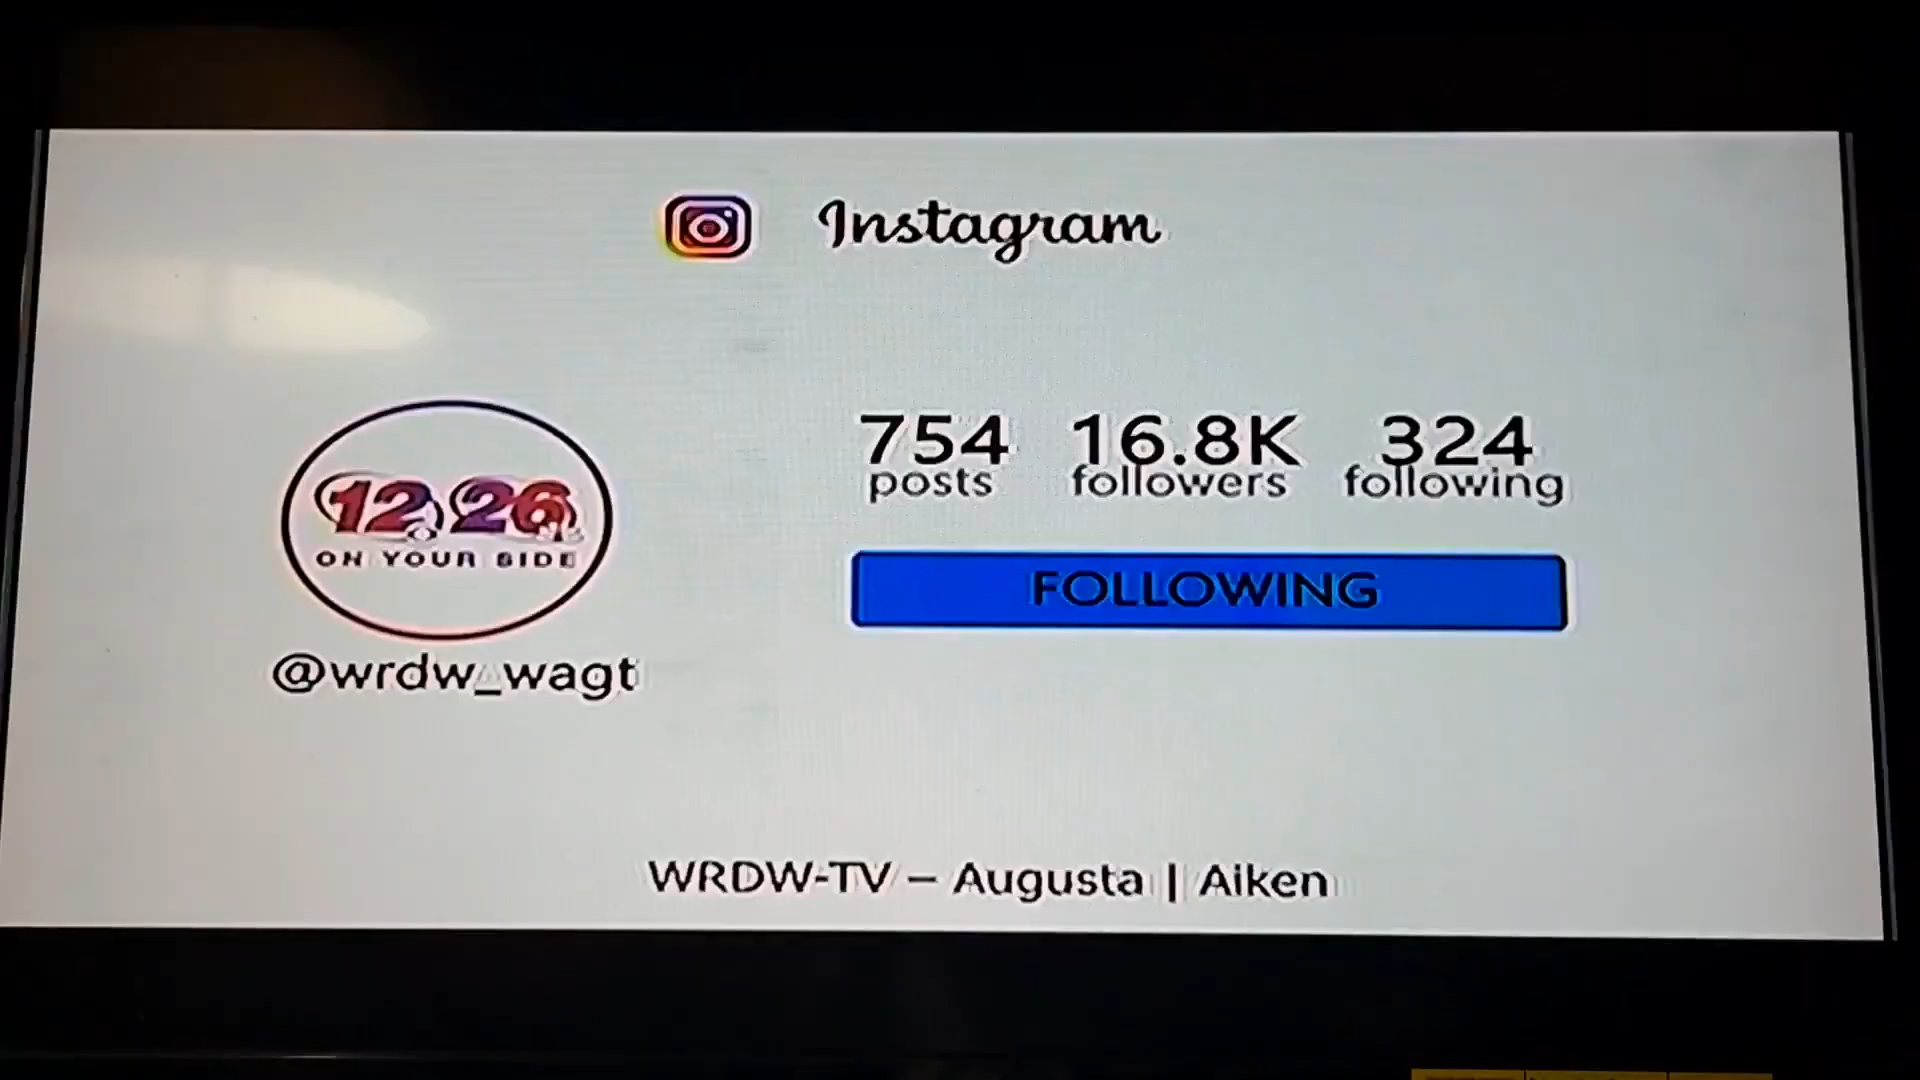 Instagram
754 16.8K 324
posts followers following
12 26
ON YOUR SIDE
FOLLOWING
@wrdw_wagt
WRDW-TV – Augusta | Aiken